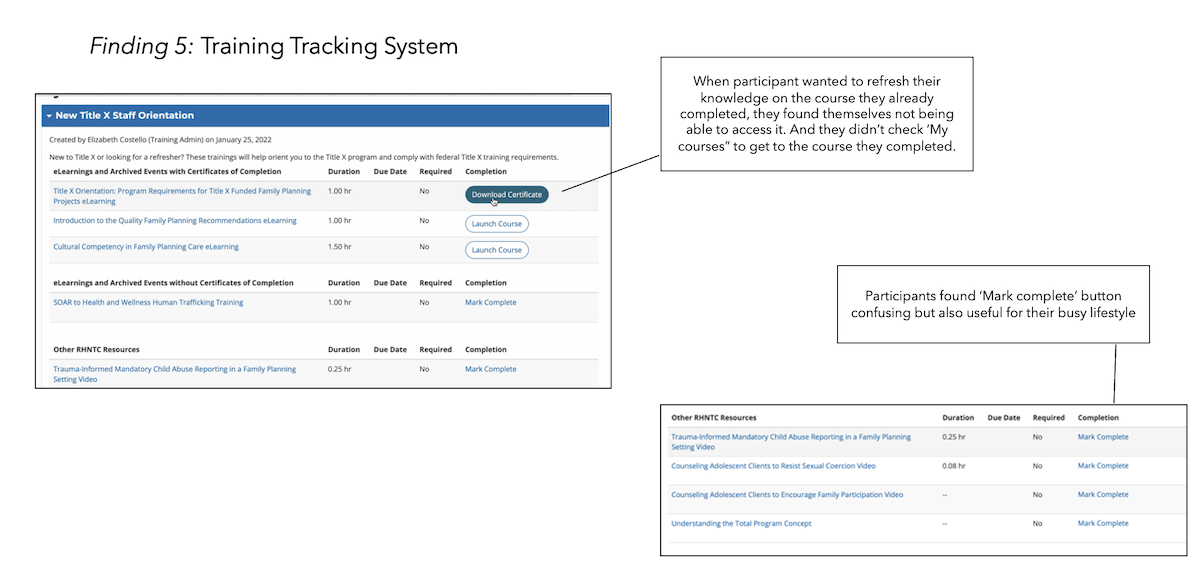 Finding 5: Training Tracking System
New Title X Staff Orientation
Created by Elizabeth Costello (Training Admin) on January 25, 2022
New to Title X or looking for a refresher? These trainings will help orient you to the Title X program and comply with federal Title X training requirements.
eLearnings and Archived Events with Certificates of Completion Duration Due Date Required Completion
Title X Orientation: Program Requirements for Title X Funded Family Planning 1.00 hr No Download Certificate
Projects eLearning
Introduction to the Quality Family Planning Recommendations eLearning 1.00 hr No Launch Course
Cultural Competency in Family Planning Care eLearning 1.50 hr No Launch Course
eLearnings and Archived Events without Certificates of Completion Duration Due Date Required Completion
SOAR to Health and Wellness Human Trafficking Training 1.00 hr No Mark Complete
Other RHNTC Resources Duration Due Date Required Completion
Trauma-Informed Mandatory Child Abuse Reporting in a Family Planning 0.25 hr No Mark Complete
Setting Video
When participant wanted to refresh their
knowledge on the course they already
completed, they found themselves not being
able to access it. And they didn't check 'My
courses" to get to the course they completed.
Participants found 'Mark complete' button
confusing but also useful for their busy lifestyle
Other RHNTC Resources Duration Due Date Required Completion
Trauma-Informed Mandatory Child Abuse Reporting in a Family Planning 0.25 hr No Mark Complete
Setting Video
Counseling Adolescent Clients to Resist Sexual Coercion Video 0.08 hr No Mark Complete
Counseling Adolescent Clients to Encourage Family Participation Video -- No Mark Complete
Understanding the Total Program Concept -- No Mark Complete